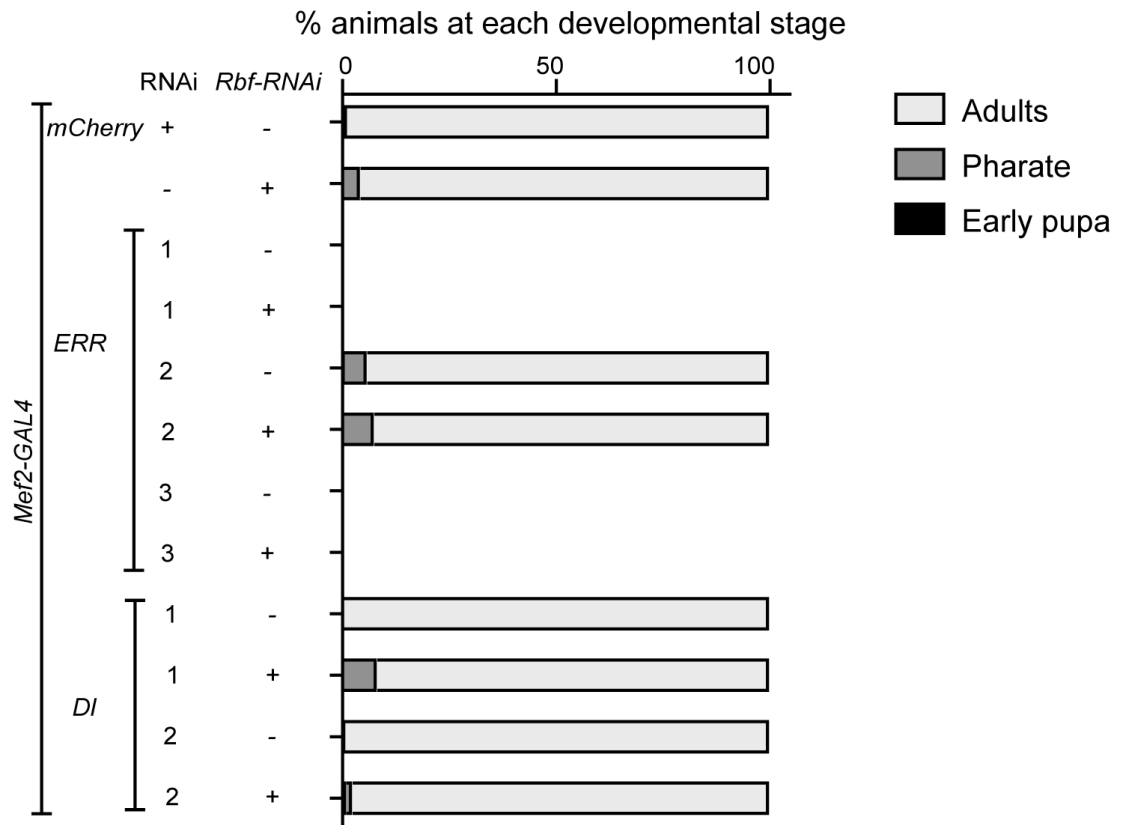 % animals at each developmental stage
RNAi Rbf-RNAi 0 50 100
mCherry + -
- +
1 -
1 +
ERR
2 -
2 +
3 -
3 +
1 -
1 +
Dl
2 -
2 +
Mef2-GAL4
Adults
Pharate
Early pupa